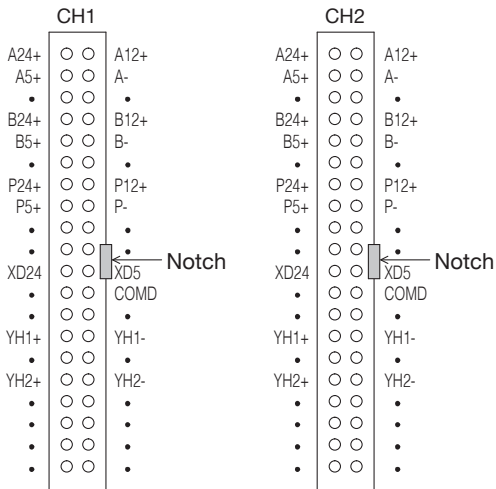 CH1 CH2
A24+ A12+ A24+ A12+
A5+ A- A5+ A-
• • • •
B24+ B12+ B24+ B12+
B5+ B- B5+ B-
• • • •
P24+ P12+ P24+ P12+
P5+ P- P5+ P-
• • • •
• • • •
XD24 XD5 Notch XD24 XD5 Notch
• COMD • COMD
• • • •
YH1+ YH1- YH1+ YH1-
• • • •
YH2+ YH2- YH2+ YH2-
• • • •
• • • •
• • • •
• • • •